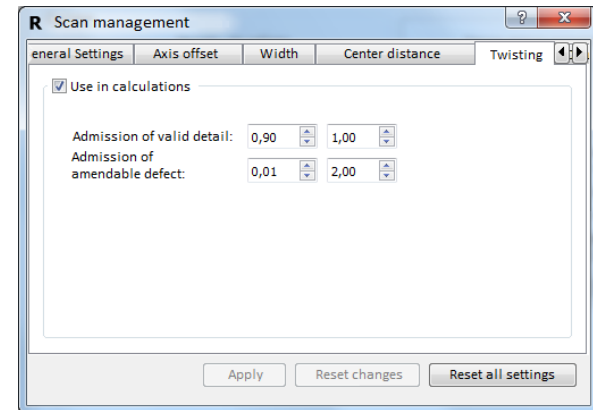 R Scan management
eneral Settings Axis offset Width Center distance Twisting
Use in calculations
Admission of valid detail: 0,90 1,00
Admission of
amendable defect: 0,01 2,00
Apply Reset changes Reset all settings